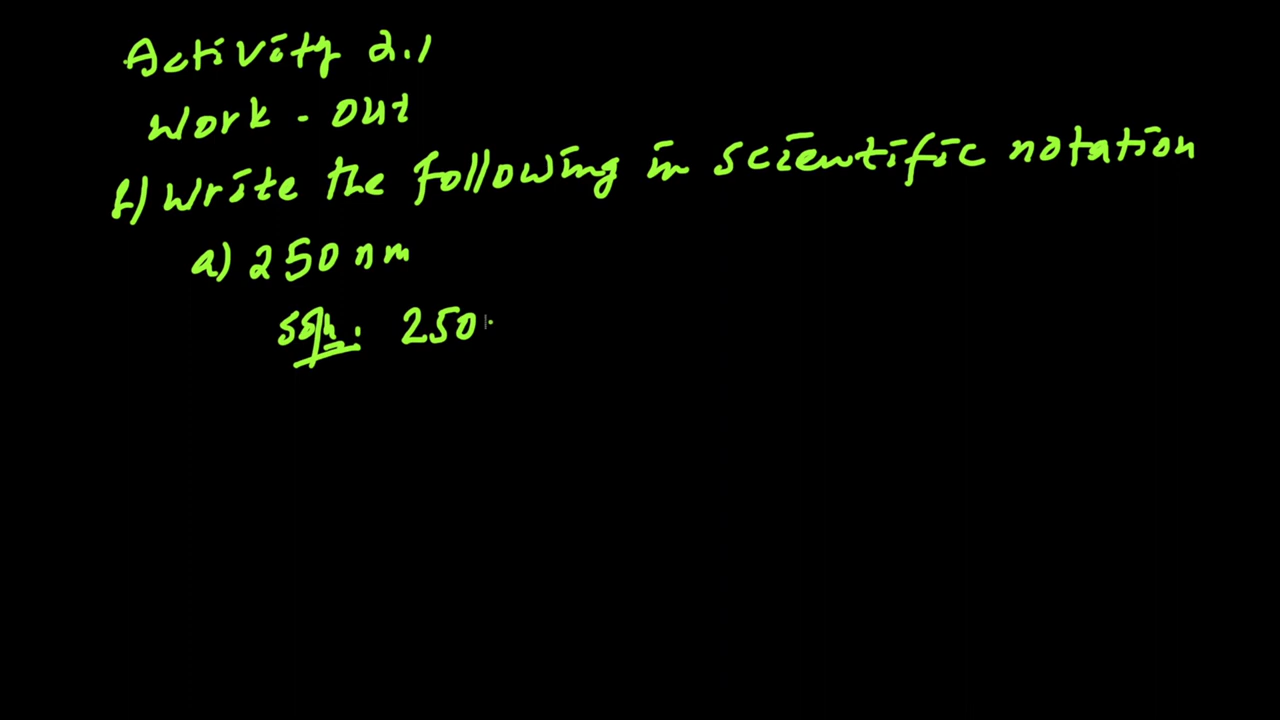 Activity 2.1
Work-out
1) Write the following in scientific notation
a) 250 nm
soln: 250.